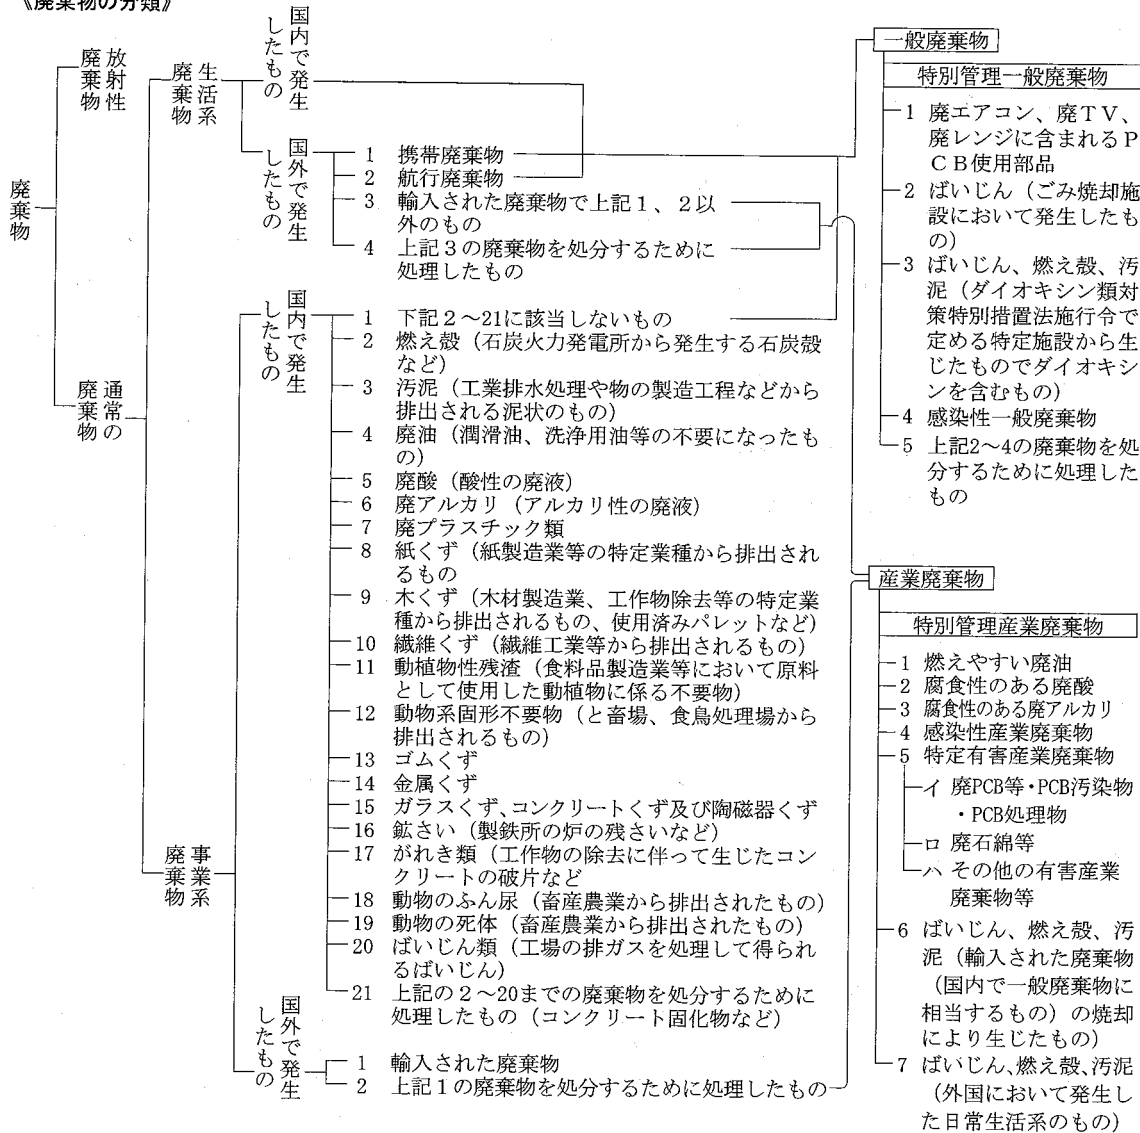 《廃棄物の分類》
廃棄物
放射性
廃棄物
通常の
廃棄物
生活系
廃棄物
国内で発生
したもの
国外で発生
したもの
1 携帯廃棄物
2 航行廃棄物
3 輸入された廃棄物で上記1、2以
外のもの
4 上記3の廃棄物を処分するために
処理したもの
事業系
廃棄物
国内で発生
したもの
1 下記2～21に該当しないもの
2 燃え殻（石炭火力発電所から発生する石炭殻
など）
3 汚泥（工業排水処理や物の製造工程などから
排出される泥状のもの）
4 廃油（潤滑油、洗浄用油等の不要になったも
の）
5 廃酸（酸性の廃液）
6 廃アルカリ（アルカリ性の廃液）
7 廃プラスチック類
8 紙くず（紙製造業等の特定業種から排出され
るもの
9 木くず（木材製造業、工作物除去等の特定業
種から排出されるもの、使用済みパレットなど）
10 繊維くず（繊維工業等から排出されるもの）
11 動植物性残渣（食料品製造業等において原料
として使用した動植物に係る不要物）
12 動物系固形不要物（と畜場、食鳥処理場から
排出されるもの）
13 ゴムくず
14 金属くず
15 ガラスくず、コンクリートくず及び陶磁器くず
16 鉱さい（製鉄所の炉の残さいなど）
17 がれき類（工作物の除去に伴って生じたコン
クリートの破片など
18 動物のふん尿（畜産農業から排出されたもの）
19 動物の死体（畜産農業から排出されたもの）
20 ばいじん類（工場の排ガスを処理して得られ
るばいじん）
21 上記の2～20までの廃棄物を処分するために
処理したもの（コンクリート固化物など）
国外で発生
したもの
1 輸入された廃棄物
2 上記1の廃棄物を処分するために処理したもの
一般廃棄物
特別管理一般廃棄物
1 廃エアコン、廃TV、
廃レンジに含まれるP
CB使用部品
2 ばいじん（ごみ焼却施
設において発生したも
の）
3 ばいじん、燃え殻、汚
泥（ダイオキシン類対
策特別措置法施行令で
定める特定施設から生
じたものでダイオキシ
ンを含むもの）
4 感染性一般廃棄物
5 上記2~4の廃棄物を処
分するために処理した
もの
産業廃棄物
特別管理産業廃棄物
1 燃えやすい廃油
2 腐食性のある廃酸
3 腐食性のある廃アルカリ
4 感染性産業廃棄物
5 特定有害産業廃棄物
イ 廃PCB等・PCB汚染物
・PCB処理物
ロ 廃石綿等
ハ その他の有害産業
廃棄物等
6 ばいじん、燃え殻、汚
泥（輸入された廃棄物
（国内で一般廃棄物に
相当するもの）の焼却
により生じたもの）
7 ばいじん、燃え殻、汚泥
（外国において発生し
た日常生活系のもの）